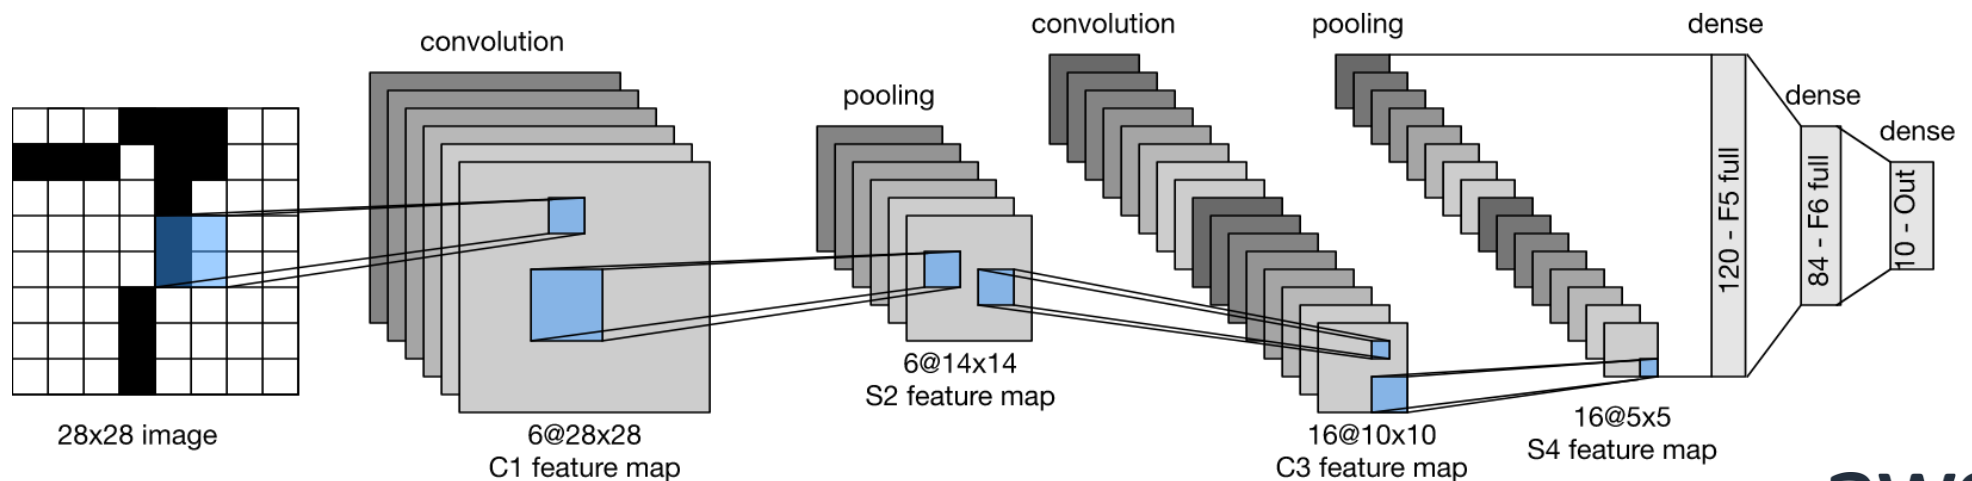 convolution
pooling
convolution
pooling
dense
dense
dense
28x28 image
6@28x28
C1 feature map
6@14x14
S2 feature map
16@10x10
C3 feature map
16@5x5
S4 feature map
120 - F5 full
84 - F6 full
10 - Out